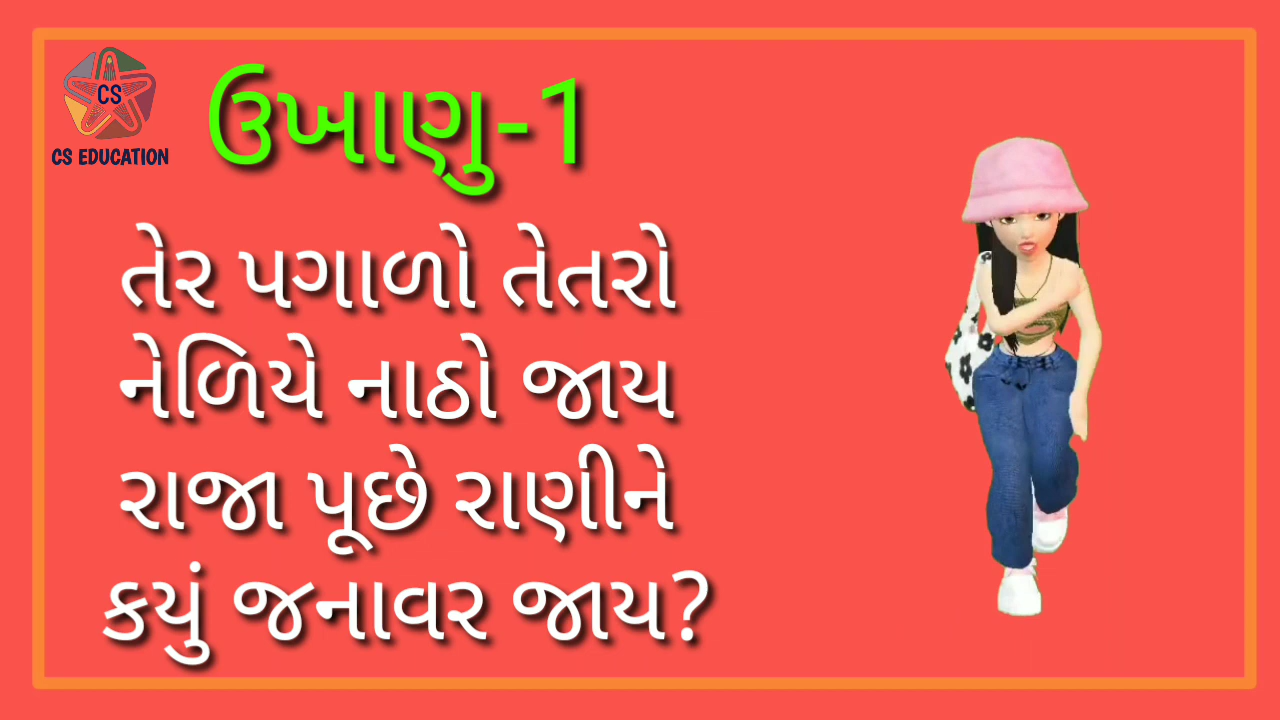 CS
CS EDUCATION
ઉખાણુ-1
તેર પગાળો તેતરો
નેળિયે નાઠો જાય
રાજા પૂછે રાણીને
કયું જનાવર જાય?